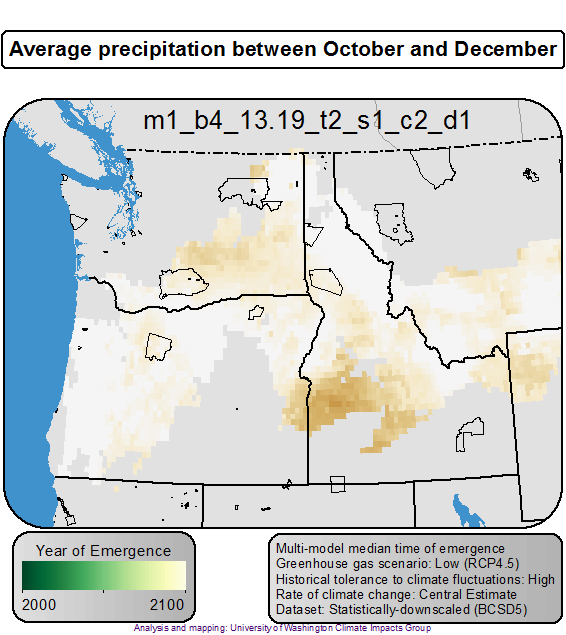 Average precipitation between October and December
m1_b4_13.19_t2_s1_c2_d1
Year of Emergence
2000 2100
Multi-model median time of emergence
Greenhouse gas scenario: Low (RCP4.5)
Historical tolerance to climate fluctuations: High
Rate of climate change: Central Estimate
Dataset: Statistically-downscaled (BCSD5)
Analysis and mapping: University of Washington Climate Impacts Group